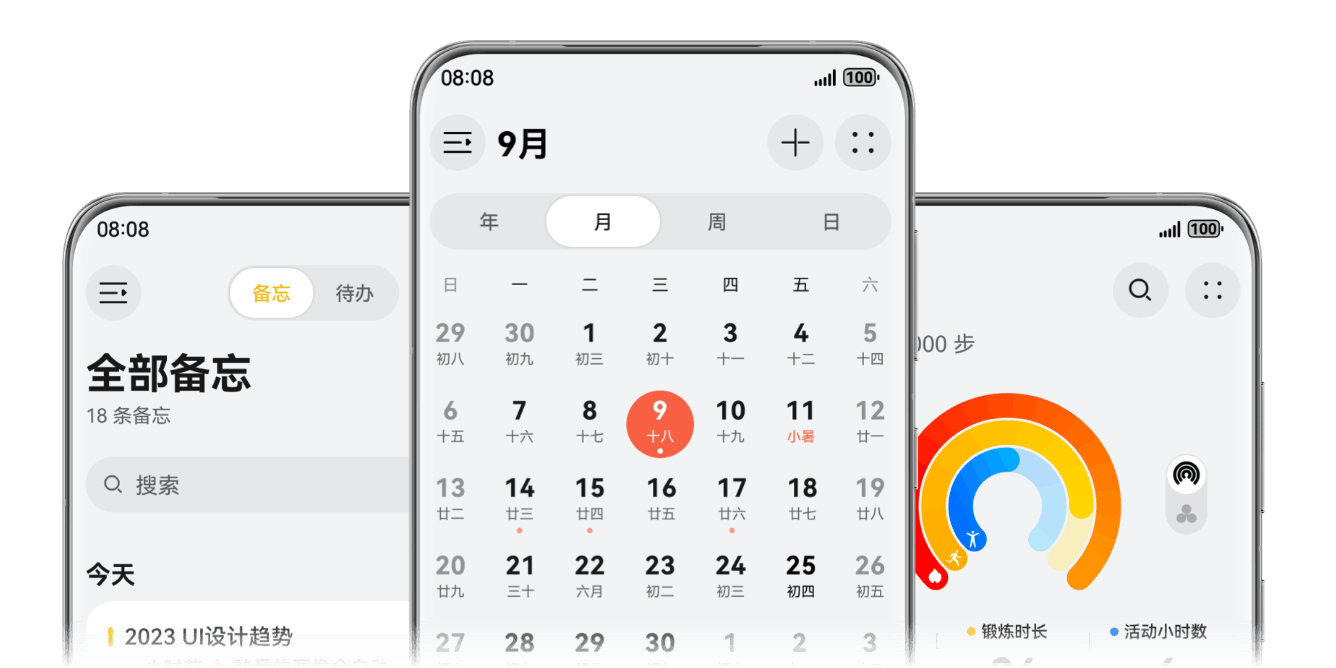 08:08
100
9月
年 月 周 日
日 一 二 三 四 五 六
29 30 1 2 3 4 5
初八 初九 初三 初十 十一 十二 十四
6 7 8 9 10 11 12
十五 十六 十七 十八 十九 小暑 廿一
13 14 15 16 17 18 19
廿二 廿三 廿四 廿五 廿六 廿七 廿八
20 21 22 23 24 25 26
廿九 三十 六月 初二 初三 初四 初五
27 28 29 30 1 2 3
08:08
备忘 待办
全部备忘
18 条备忘
搜索
今天
2023 UI设计趋势
100
000 步
锻炼时长 活动小时数